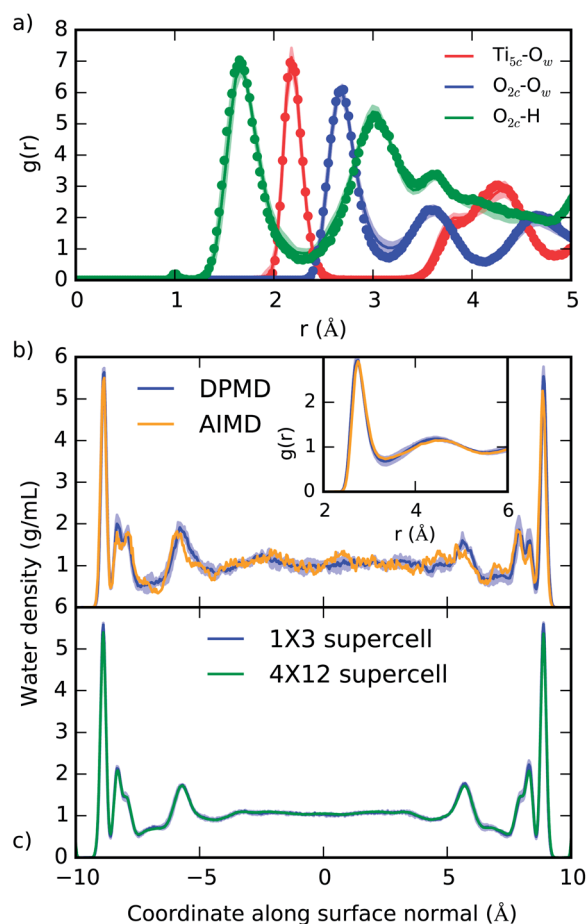 a)
8
7
6
5
4
3
2
1
0
g(r)
Ti5c-Ow
O2c-Ow
O2c-H
0 1 2 3 4 5
r (Å)
b)
6
5
4
3
2
1
6
DPMD
AIMD
g(r)
2
1
0
2 4 6
r (Å)
Water density (g/mL)
1X3 supercell
4X12 supercell
5
4
3
2
1
0
c)
−10 −5 0 5 10
Coordinate along surface normal (Å)